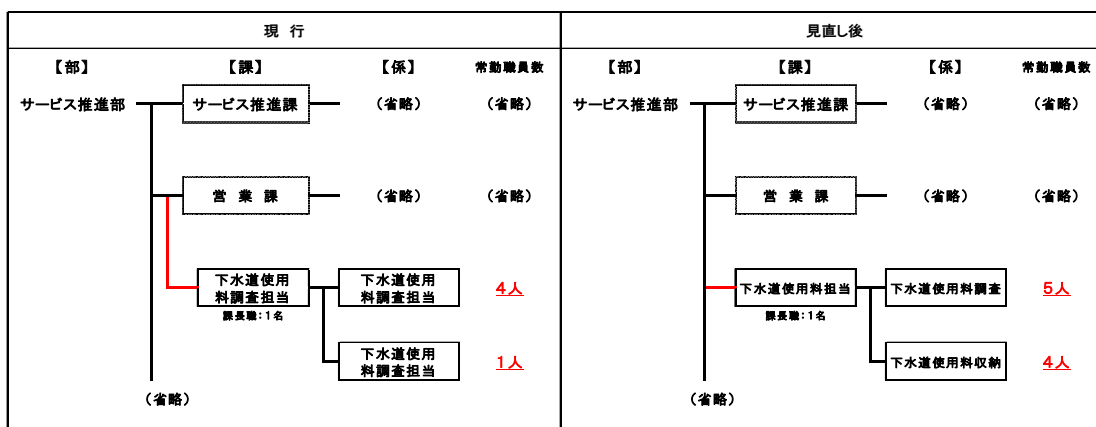 現 行
【部】 【課】 【係】 常勤職員数
サービス推進部 サービス推進課 (省略) (省略)
営 業 課 (省略) (省略)
下水道使用
料調査担当
課長職:1名
下水道使用
料調査担当
4人
下水道使用
料調査担当
1人
(省略)
見直し後
【部】 【課】 【係】 常勤職員数
サービス推進部 サービス推進課 (省略) (省略)
営 業 課 (省略) (省略)
下水道使用料担当 下水道使用料調査 5人
課長職:1名
下水道使用料収納 4人
(省略)